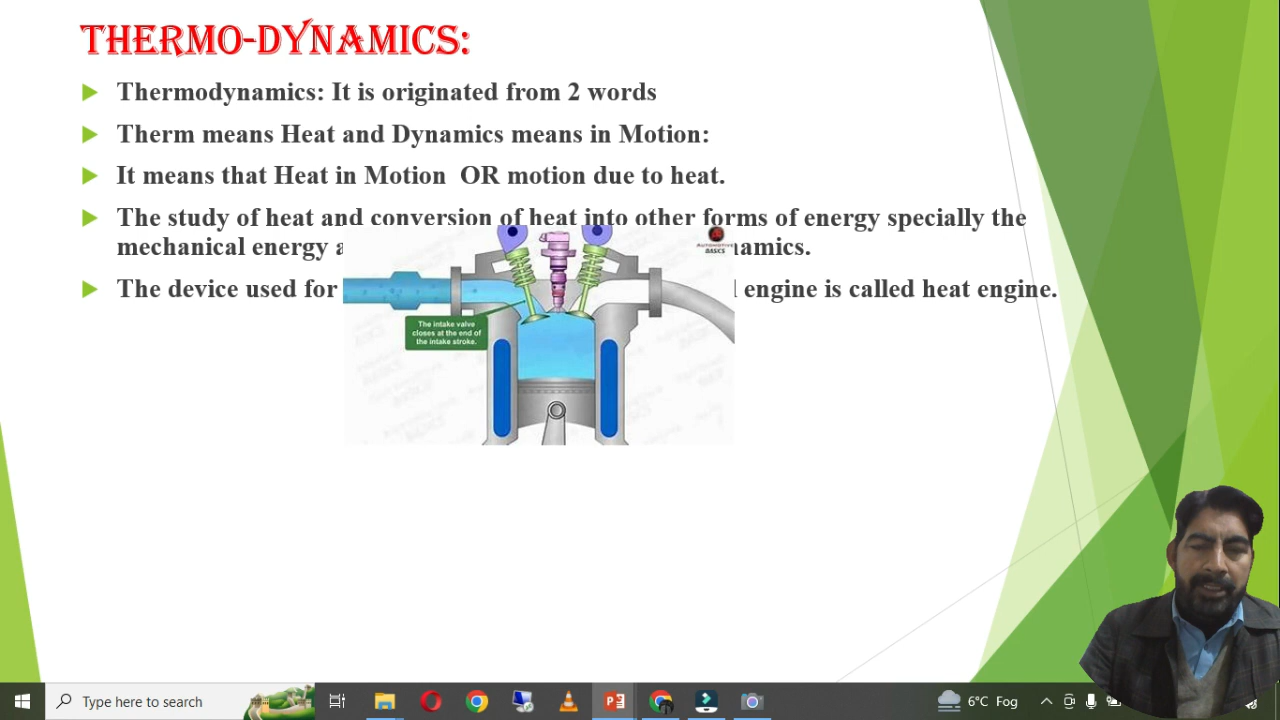 THERMO-DYNAMICS:
Thermodynamics: It is originated from 2 words
Therm means Heat and Dynamics means in Motion:
It means that Heat in Motion OR motion due to heat.
The study of heat and conversion of heat into other forms of energy specially the
mechanical energy
The device used for engine is called heat engine.
AUTOMOTIVE
BASICS
The intake valve
closes at the end of
the intake stroke.
Type here to search
6°C Fog